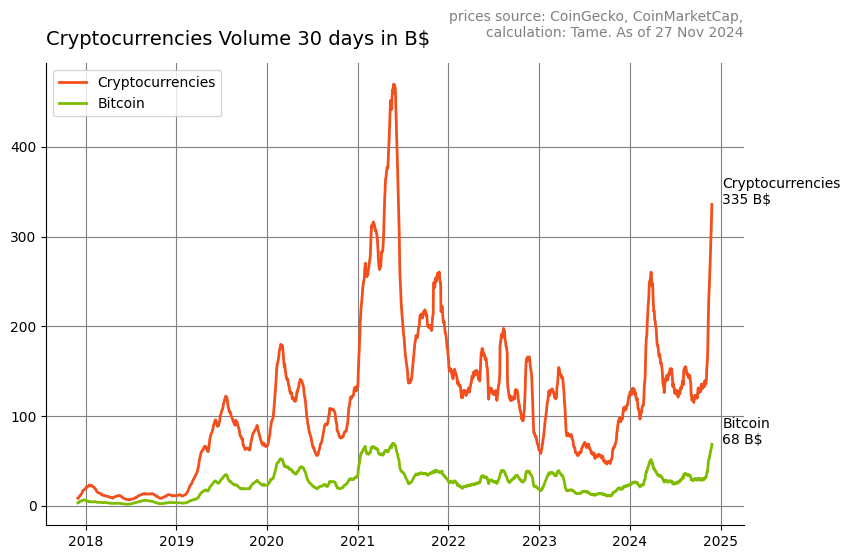 prices source: CoinGecko, CoinMarketCap,
calculation: Tame. As of 27 Nov 2024
Cryptocurrencies Volume 30 days in B$
Cryptocurrencies
Bitcoin
400
300
200
100
0
Cryptocurrencies
335 B$
Bitcoin
68 B$
2018 2019 2020 2021 2022 2023 2024 2025